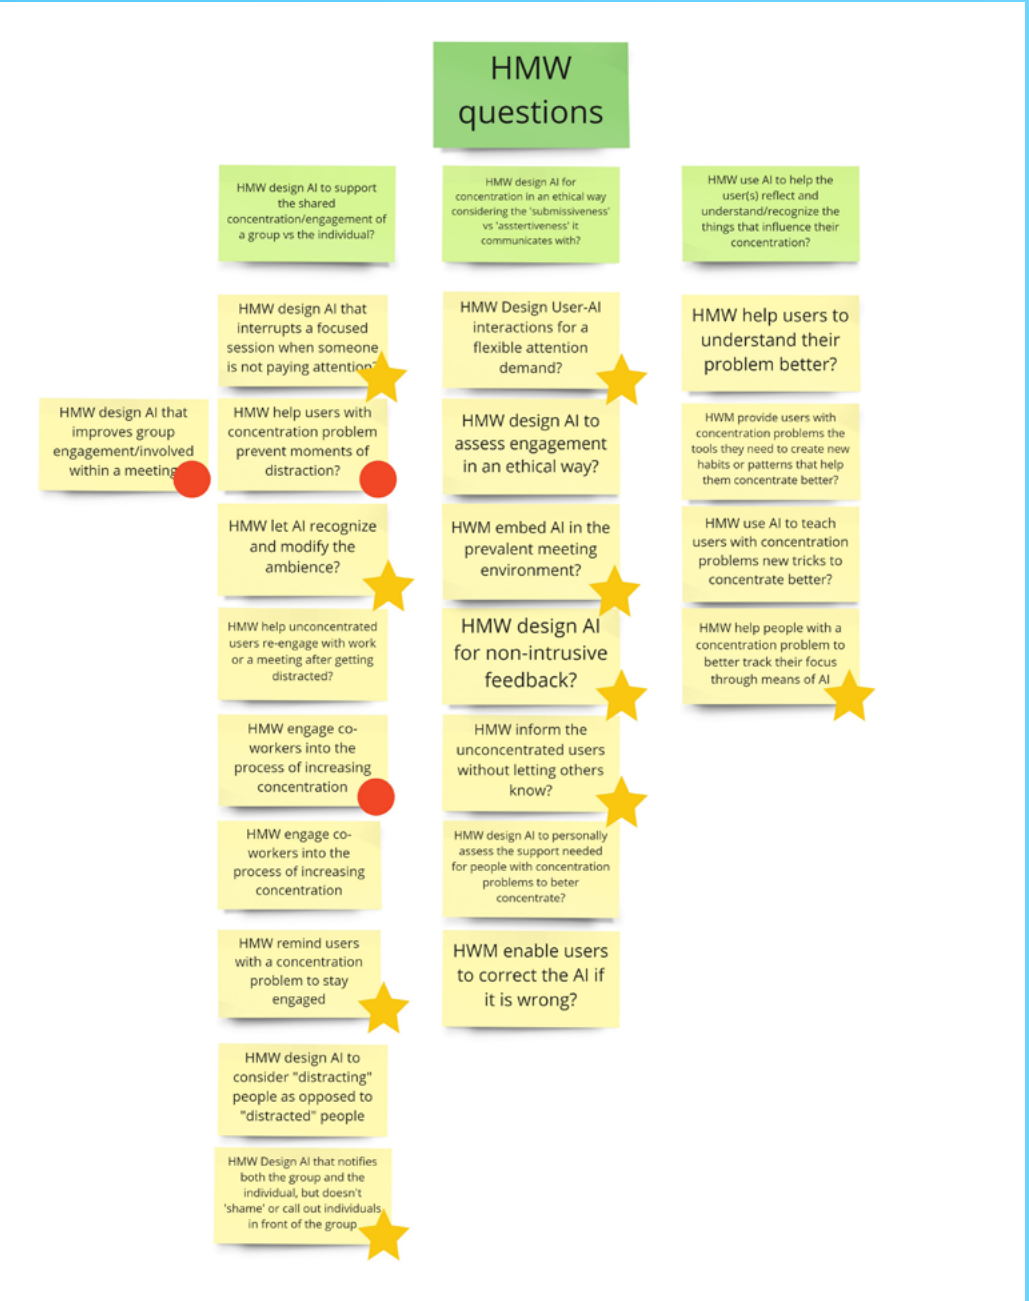 HMW
questions
HMW design AI to support
the shared
concentration/engagement of
a group vs the individual?
HMW design AI for
concentration in an ethical way
considering the 'submissiveness'
vs 'asstertiveness' it
communicates with?
HMW use AI to help the
user(s) reflect and
understand/recognize the
things that influence their
concentration?
HMW design AI that
interrupts a focused
session when someone
is not paying attention?
HMW design AI that
improves group
engagement/involved
within a meeting
HMW help users with
concentration problem
prevent moments of
distraction?
HMW let AI recognize
and modify the
ambience?
HMW help unconcentrated
users re-engage with work
or a meeting after getting
distracted?
HMW engage co-
workers into the
process of increasing
concentration
HMW engage co-
workers into the
process of increasing
concentration
HMW remind users
with a concentration
problem to stay
engaged
HMW design AI to
consider "distracting"
people as opposed to
"distracted" people
HMW Design AI that notifies
both the group and the
individual, but doesn't
'shame' or call out individuals
in front of the group
HMW Design User-AI
interactions for a
flexible attention
demand?
HMW design AI to
assess engagement
in an ethical way?
HWM embed AI in the
prevalent meeting
environment?
HMW design AI
for non-intrusive
feedback?
HMW inform the
unconcentrated users
without letting others
know?
HMW design AI to personally
assess the support needed
for people with concentration
problems to beter
concentrate?
HWM enable users
to correct the AI if
it is wrong?
HMW help users to
understand their
problem better?
HWM provide users with
concentration problems the
tools they need to create new
habits or patterns that help
them concentrate better?
HMW use AI to teach
users with concentration
problems new tricks to
concentrate better?
HMW help people with a
concentration problem to
better track their focus
through means of AI